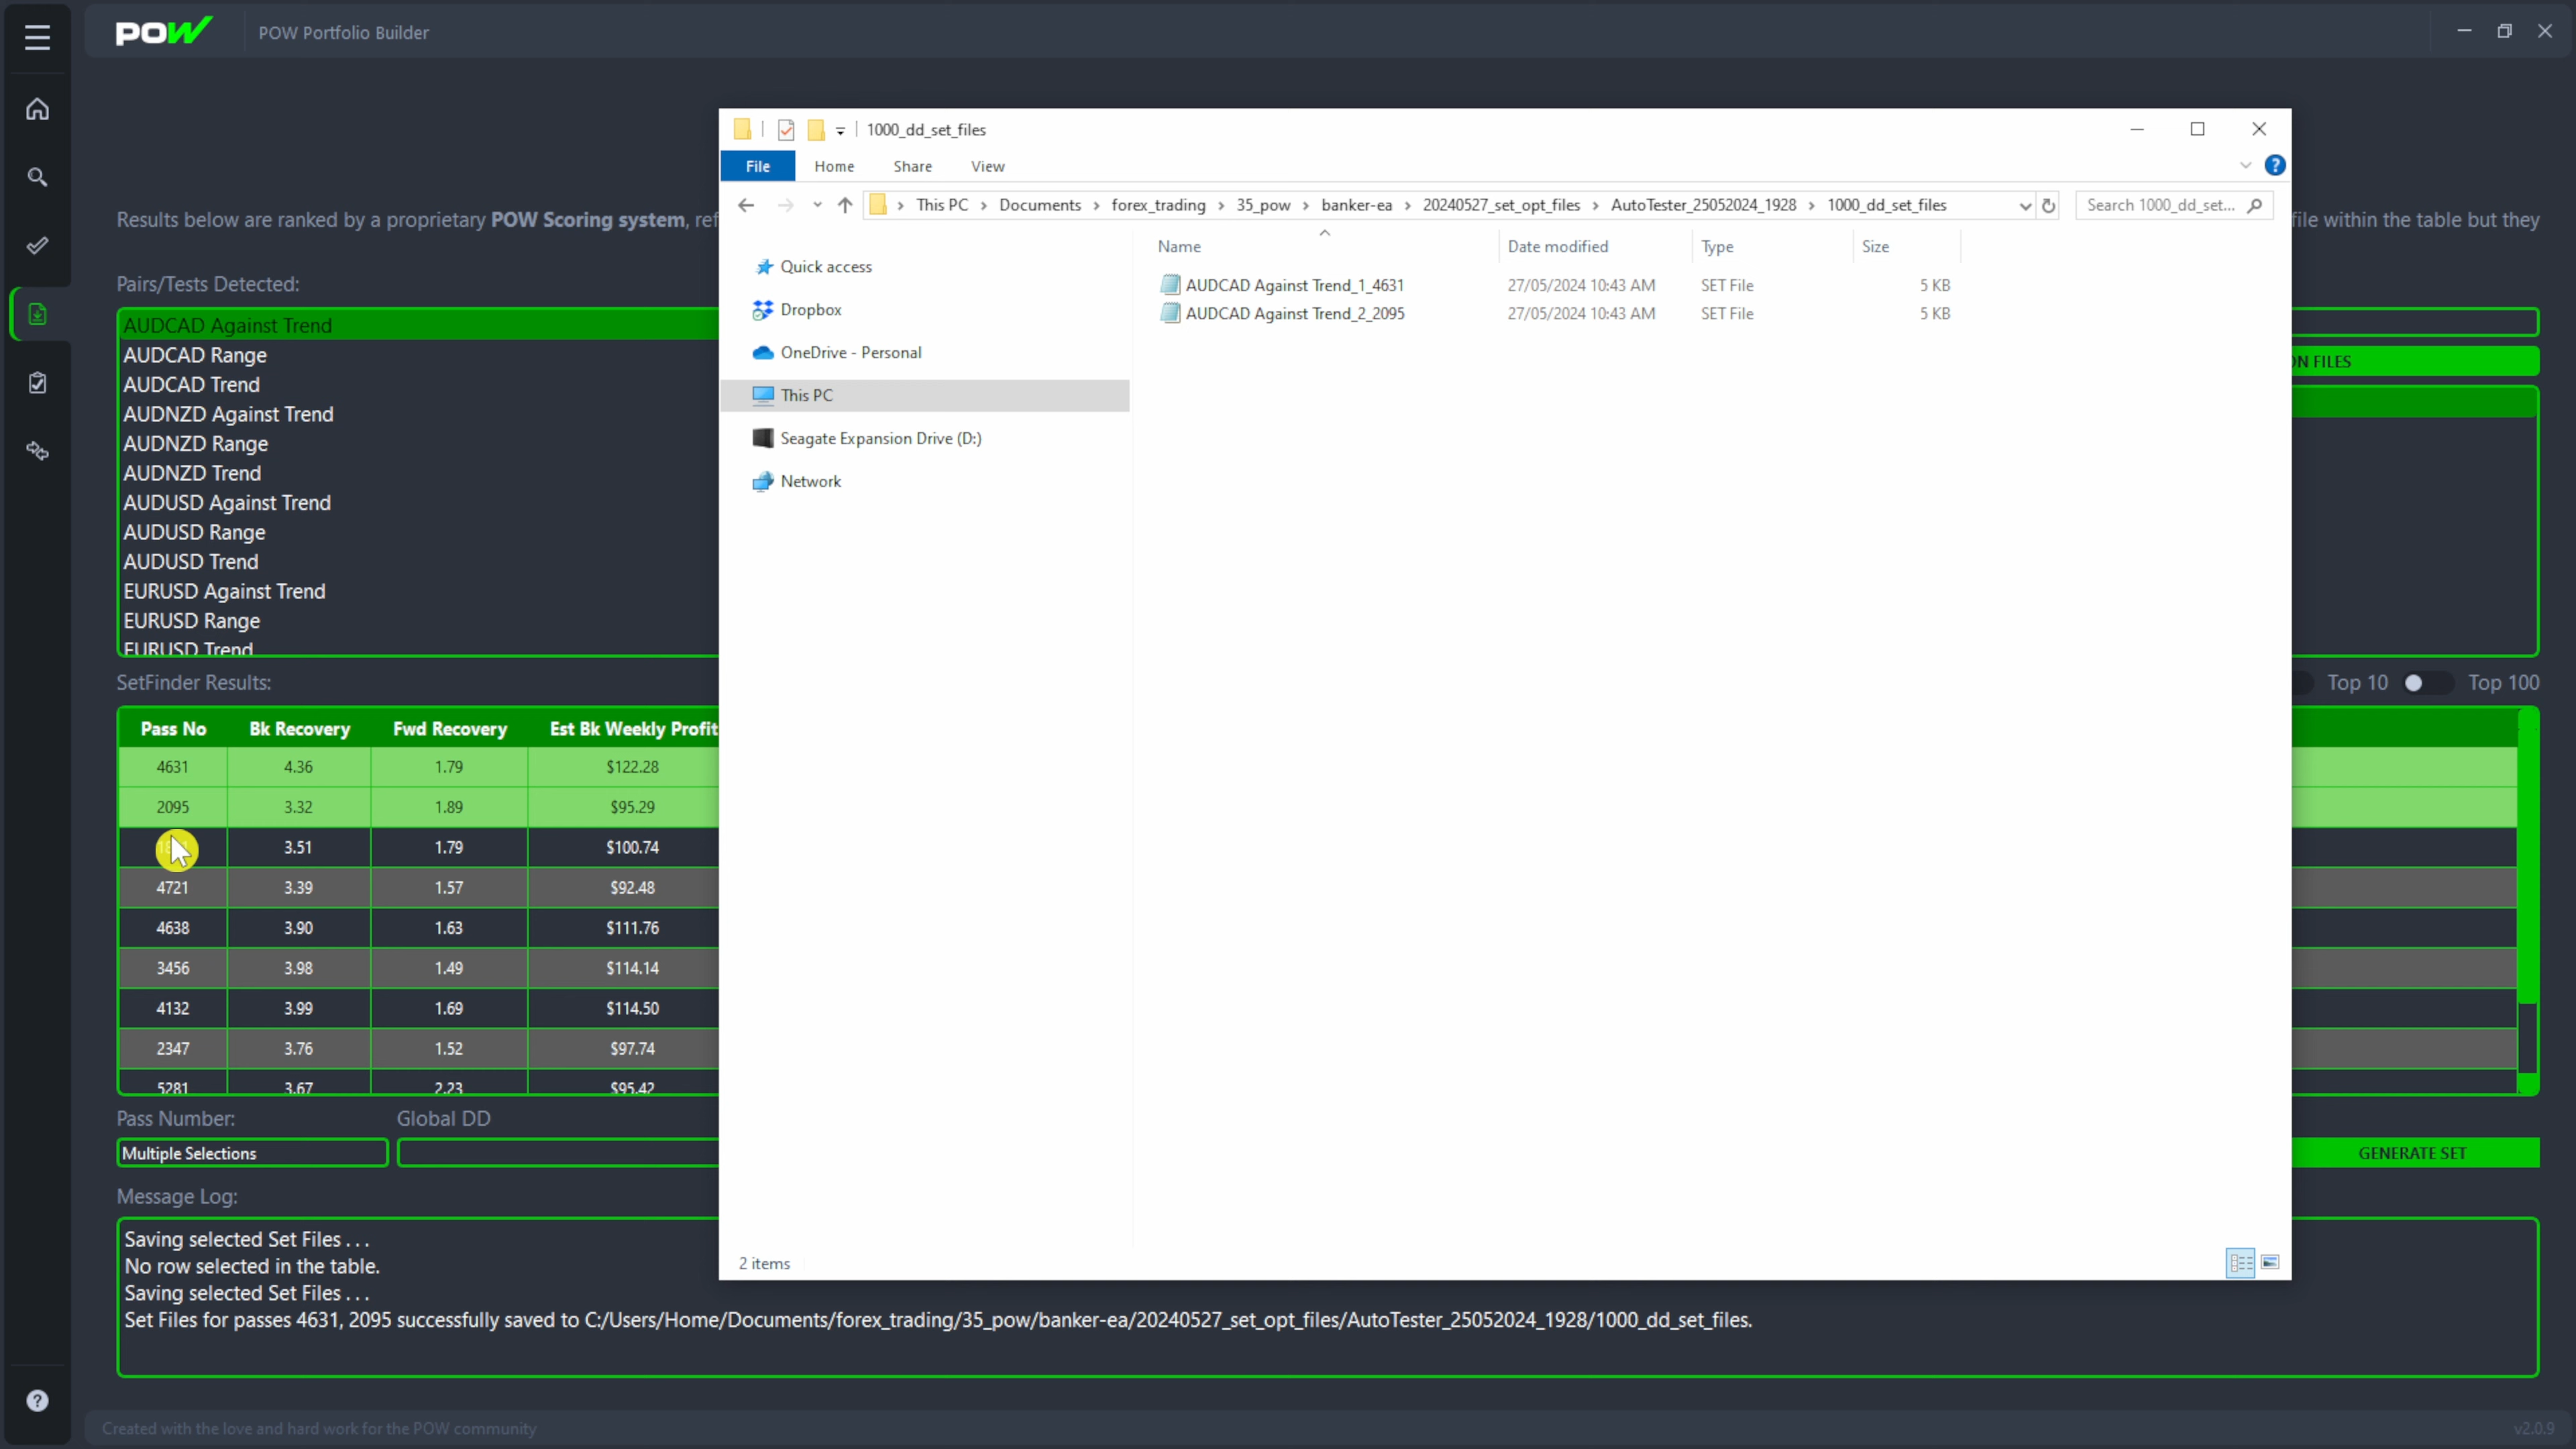 POW
POW Portfolio Builder
Results below are ranked by a proprietary POW Scoring system, ref
file within the table but they
Pairs/Tests Detected:
AUDCAD Against Trend
AUDCAD Range
AUDCAD Trend
AUDNZD Against Trend
AUDNZD Range
AUDNZD Trend
AUDUSD Against Trend
AUDUSD Range
AUDUSD Trend
EURUSD Against Trend
EURUSD Range
EURUSD Trend
ON FILES
1000_dd_set_files
File Home Share View
This PC > Documents > forex_trading > 35_pow > banker-ea > 20240527_set_opt_files > AutoTester_25052024_1928 > 1000_dd_set_files
Search 1000_dd_set...
Quick access
Dropbox
OneDrive - Personal
This PC
Seagate Expansion Drive (D:)
Network
Name Date modified Type Size
AUDCAD Against Trend_1_4631 27/05/2024 10:43 AM SET File 5 KB
AUDCAD Against Trend_2_2095 27/05/2024 10:43 AM SET File 5 KB
2 items
SetFinder Results:
Top 10 Top 100
Pass No Bk Recovery Fwd Recovery Est Bk Weekly Profit
4631 4.36 1.79 $122.28
2095 3.32 1.89 $95.29
3.51 1.79 $100.74
4721 3.39 1.57 $92.48
4638 3.90 1.63 $111.76
3456 3.98 1.49 $114.14
4132 3.99 1.69 $114.50
2347 3.76 1.52 $97.74
5281 3.67 2.23 $95.42
Pass Number: Global DD
Multiple Selections
GENERATE SET
Message Log:
Saving selected Set Files . . .
No row selected in the table.
Saving selected Set Files . . .
Set Files for passes 4631, 2095 successfully saved to C:/Users/Home/Documents/forex_trading/35_pow/banker-ea/20240527_set_opt_files/AutoTester_25052024_1928/1000_dd_set_files.
Created with the love and hard work for the POW community
v2.0.9